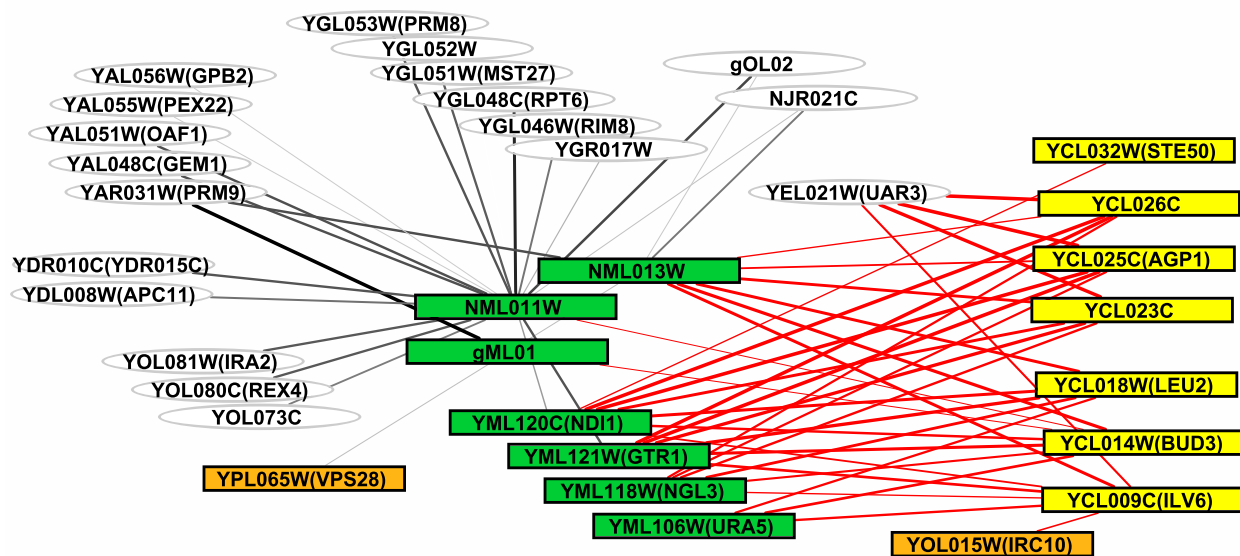 YGL053W(PRM8)
YGL052W
YGL051W(MST27)
YGL048C(RPT6)
YGL046W(RIM8)
YGR017W
gOL02
NJR021C
YAL056W(GPB2)
YAL055W(PEX22)
YAL051W(OAF1)
YAL048C(GEM1)
YAR031W(PRM9)
YCL032W(STE50)
YEL021W(UAR3)
YCL026C
YCL025C(AGP1)
YDR010C(YDR015C)
NML013W
YDL008W(APC11)
NML011W
YCL023C
gML01
YOL081W(IRA2)
YOL080C(REX4)
YOL073C
YCL018W(LEU2)
YML120C(NDI1)
YCL014W(BUD3)
YML121W(GTR1)
YPL065W(VPS28)
YML118W(NGL3)
YCL009C(ILV6)
YML106W(URA5)
YOL015W(IRC10)